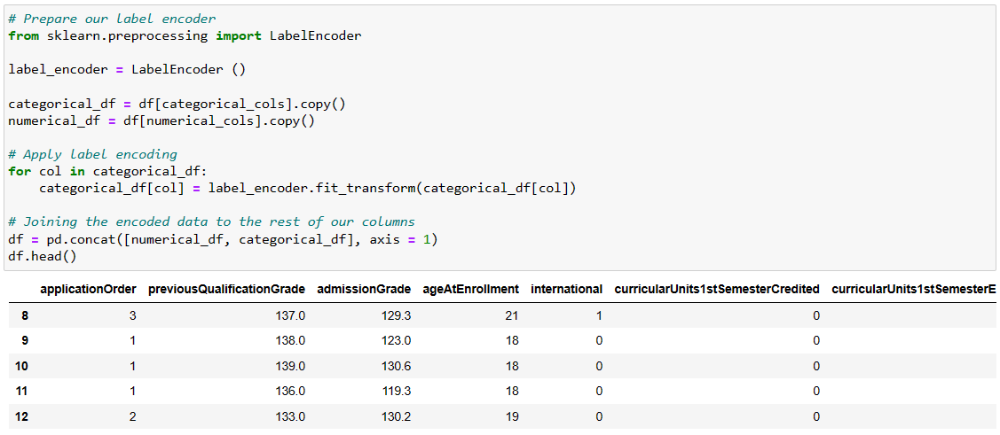 # Prepare our label encoder
from sklearn.preprocessing import LabelEncoder
label_encoder = LabelEncoder ()
categorical_df = df[categorical_cols].copy()
numerical_df = df[numerical_cols].copy()
# Apply label encoding
for col in categorical_df:
    categorical_df[col] = label_encoder.fit_transform(categorical_df[col])
# Joining the encoded data to the rest of our columns
df = pd.concat([numerical_df, categorical_df], axis = 1)
df.head()
applicationOrder previousQualificationGrade admissionGrade ageAtEnrollment international curricularUnits1stSemesterCredited curricularUnits1stSemesterE
8 3 137.0 129.3 21 1 0
9 1 138.0 123.0 18 0 0
10 1 139.0 130.6 18 0 0
11 1 136.0 119.3 18 0 0
12 2 133.0 130.2 19 0 0